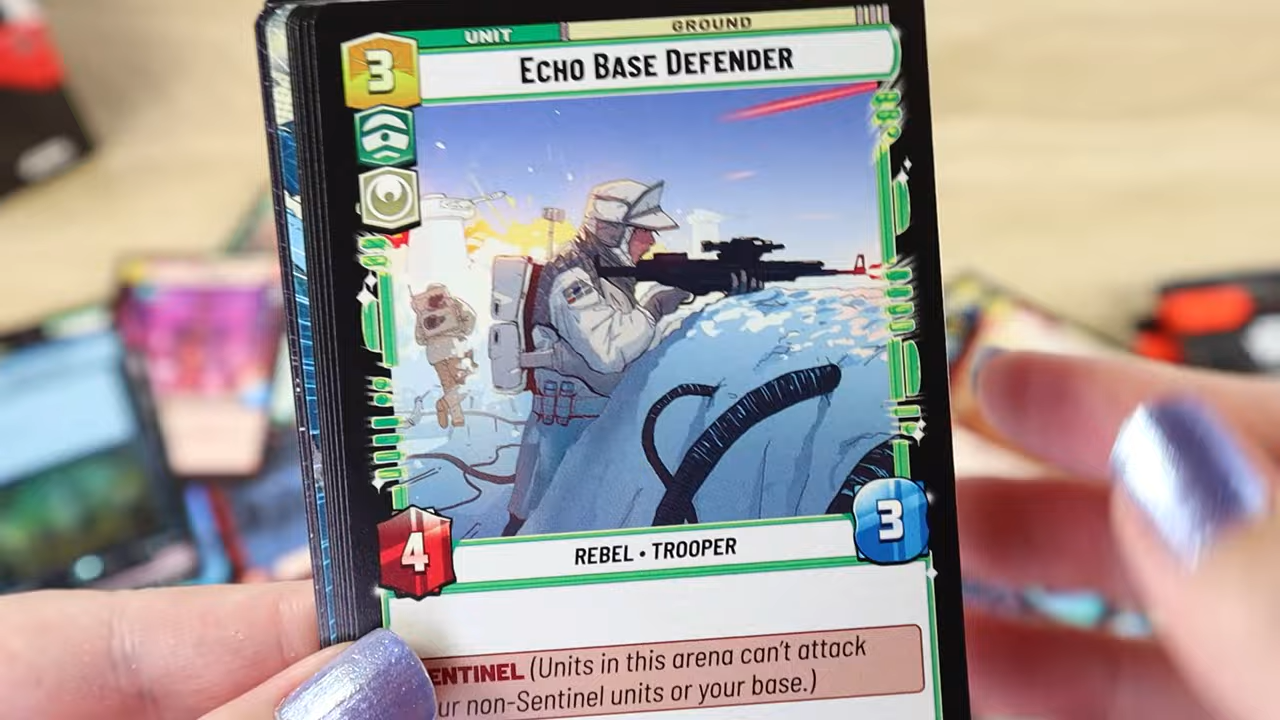 UNIT
GROUND
3
ECHO BASE DEFENDER
4
3
REBEL • TROOPER
ENTINEL (Units in this arena can't attack
ur non-Sentinel units or your base.)